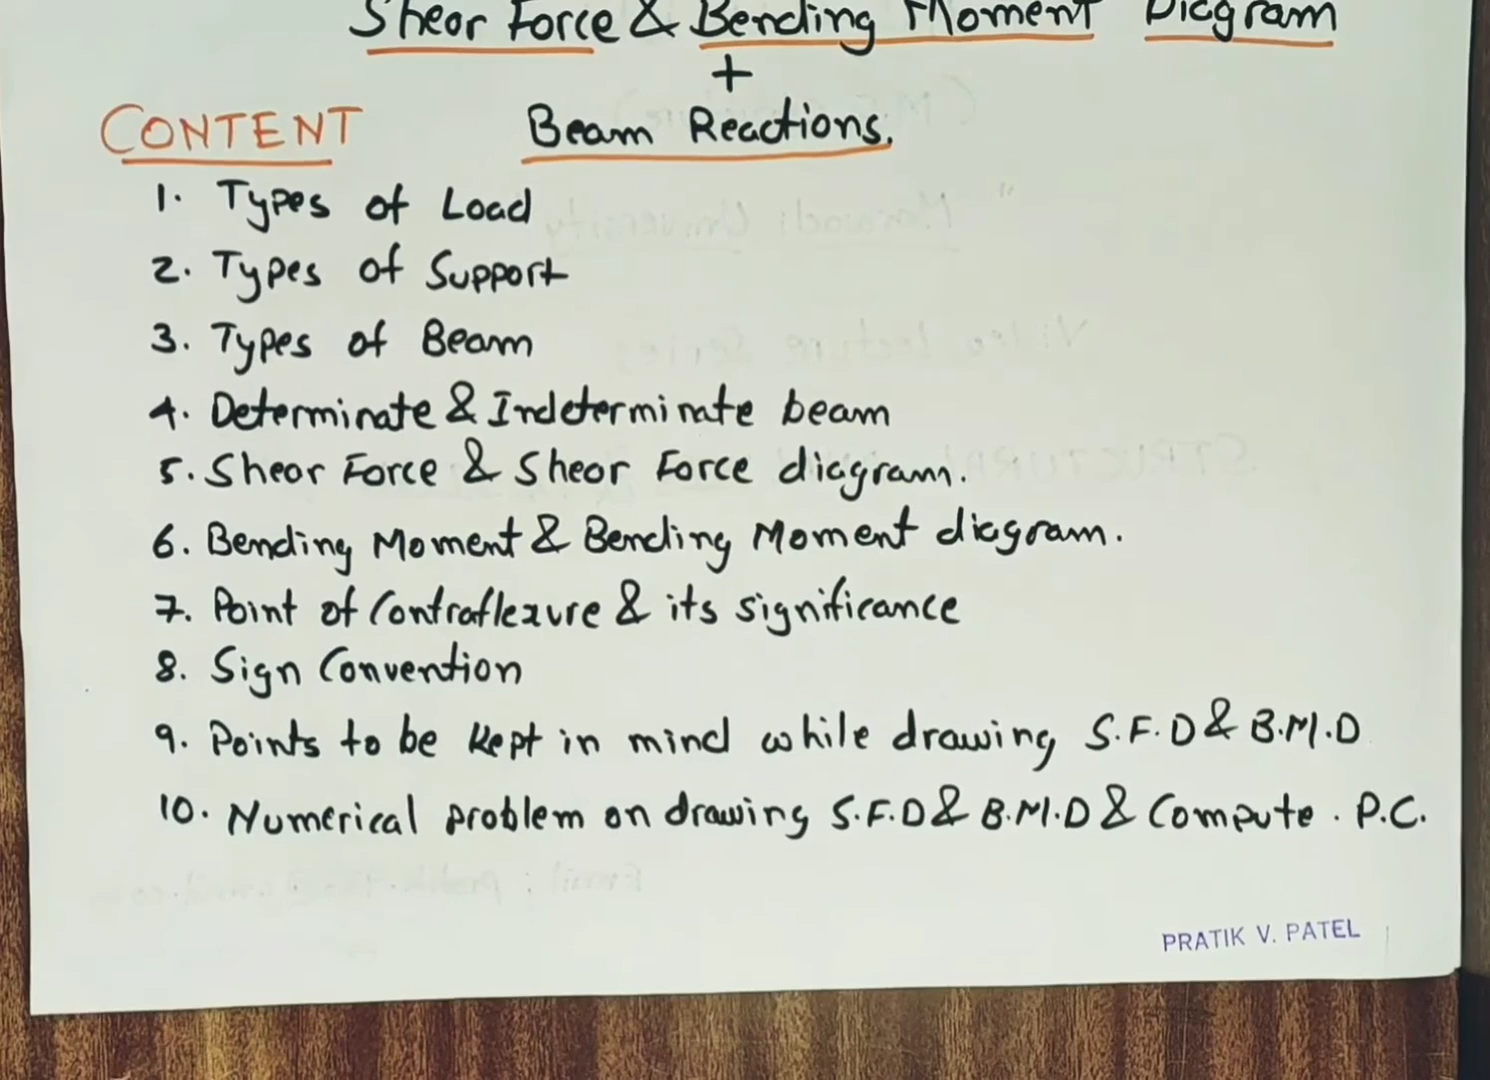 Shear Force & Bending Moment Diagram
+
Beam Reactions.
CONTENT
1. Types of Load
2. Types of Support
3. Types of Beam
4. Determinate & Indeterminate beam
5. Shear Force & Shear Force diagram.
6. Bending Moment & Bending Moment diagram.
7. Point of Contraflexure & its significance
8. Sign Convention
9. Points to be kept in mind while drawing S.F.D & B.M.D
10. Numerical problem on drawing S.F.D & B.M.D & Compute. P.C.
PRATIK V. PATEL